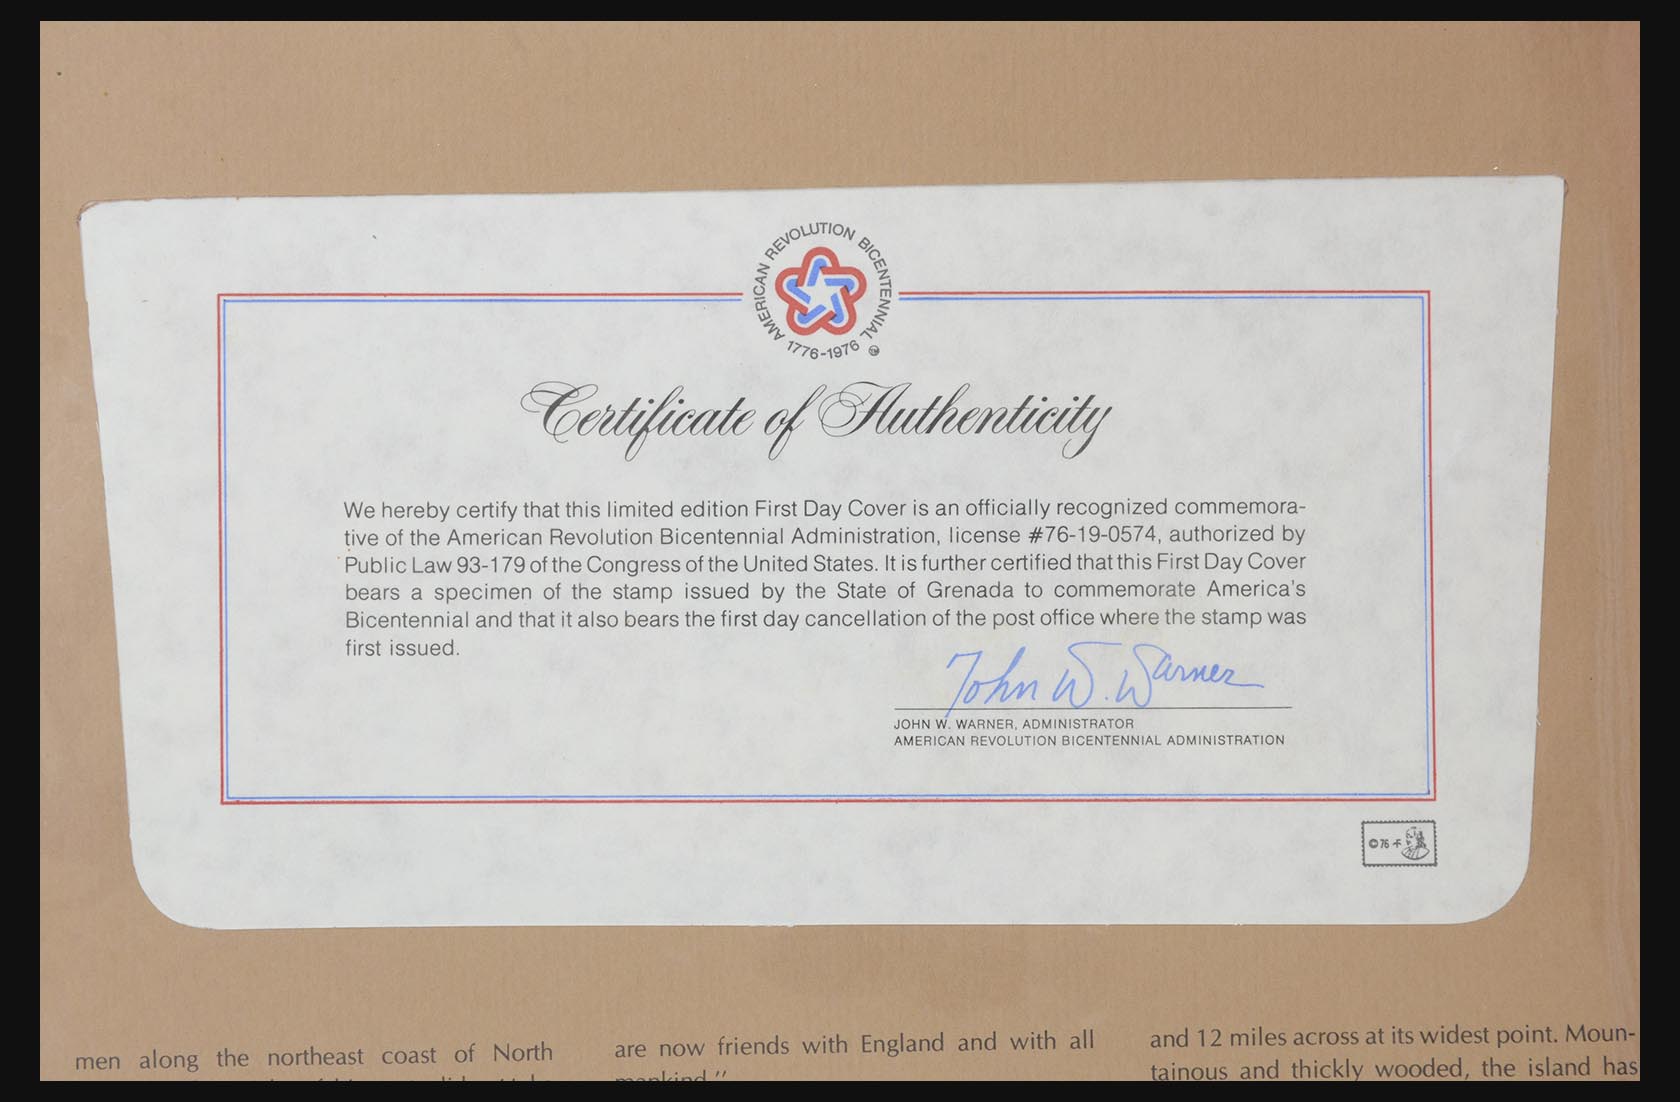 AMERICAN REVOLUTION BICENTENNIAL
1776-1976 TM
Certificate of Authenticity
We hereby certify that this limited edition First Day Cover is an officially recognized commemora-
tive of the American Revolution Bicentennial Administration, license #76-19-0574, authorized by
Public Law 93-179 of the Congress of the United States. It is further certified that this First Day Cover
bears a specimen of the stamp issued by the State of Grenada to commemorate America's
Bicentennial and that it also bears the first day cancellation of the post office where the stamp was
first issued.
John W. Warner
JOHN W. WARNER, ADMINISTRATOR
AMERICAN REVOLUTION BICENTENNIAL ADMINISTRATION
©76 F
men along the northeast coast of North
are now friends with England and with all
mankind."
and 12 miles across at its widest point. Moun-
tainous and thickly wooded, the island has